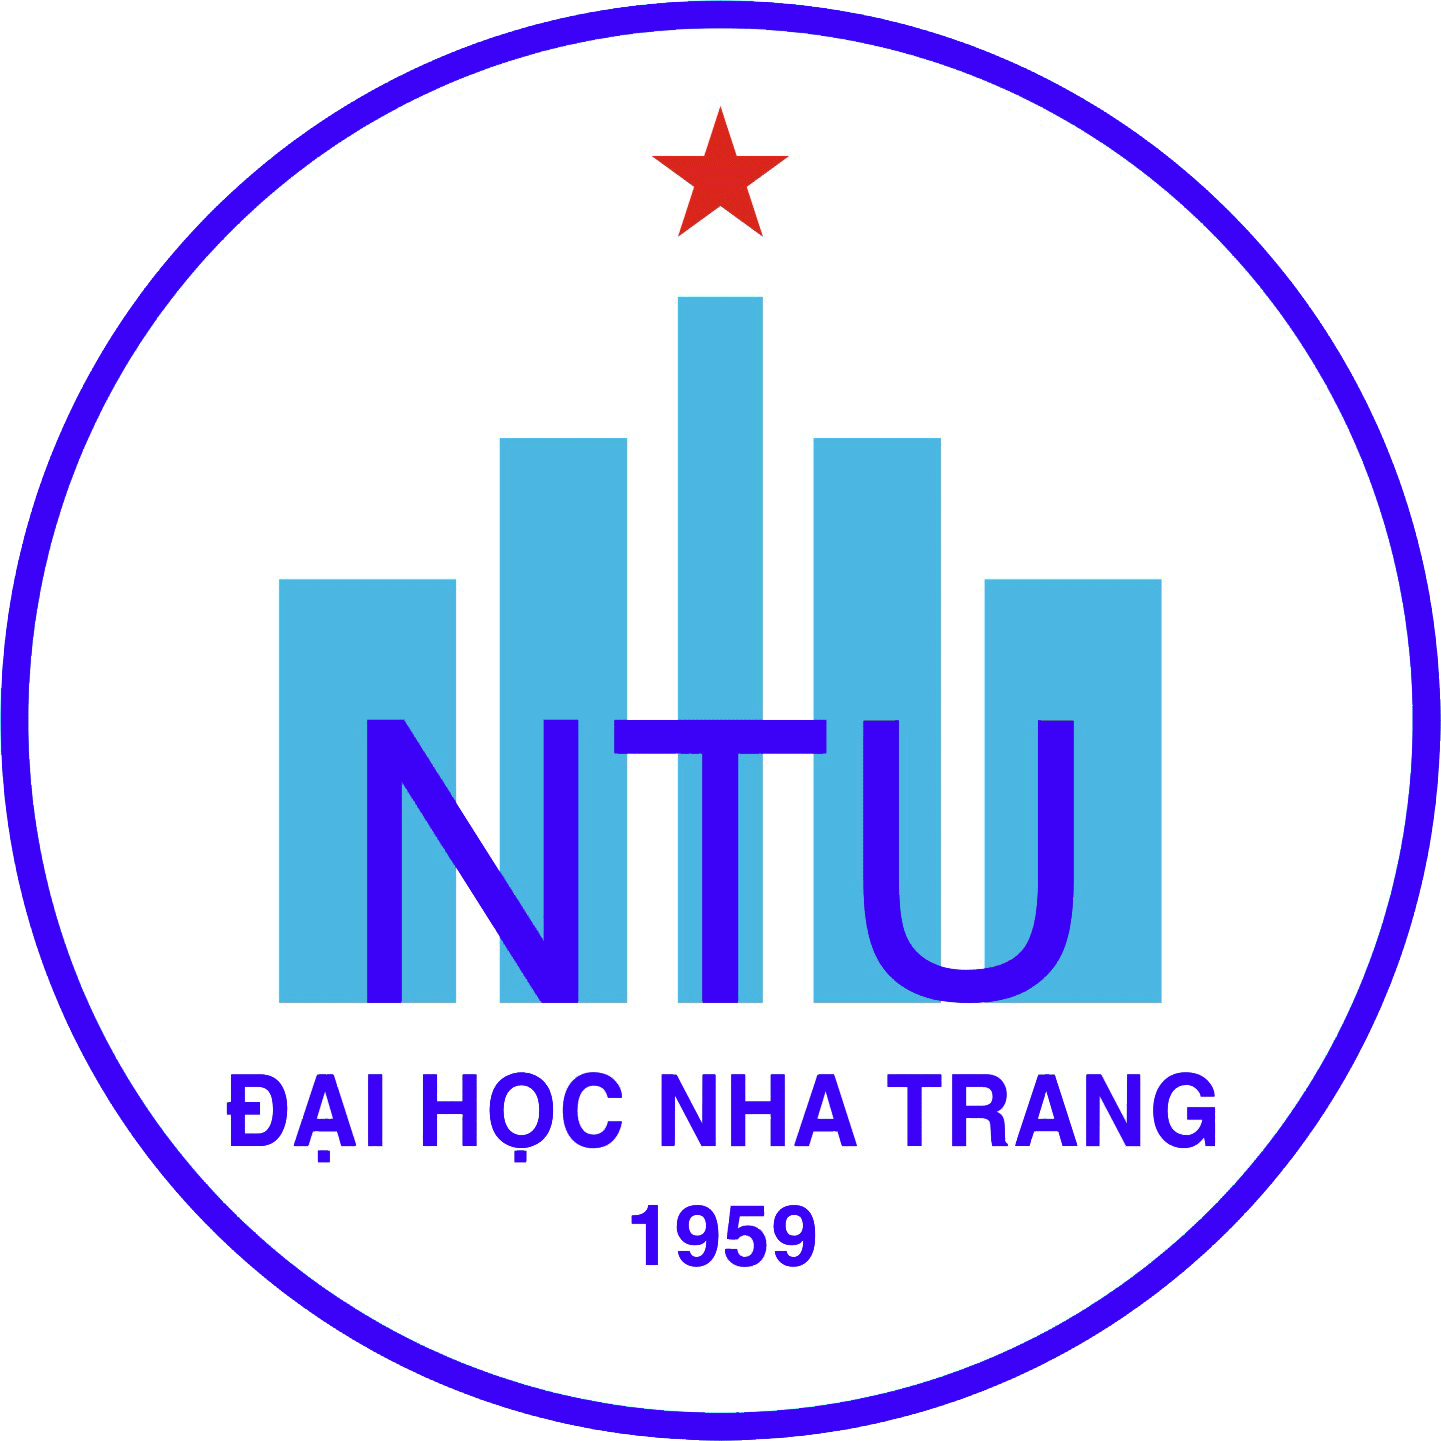 NTU
ĐẠI HỌC NHA TRANG
1959